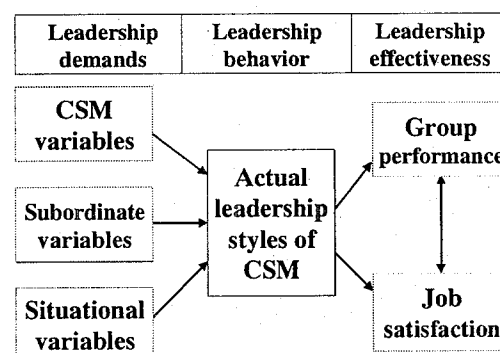 Leadership demands
Leadership behavior
Leadership effectiveness
CSM
variables
Subordinate
variables
Situational
variables
Actual
leadership
styles of
CSM
Group
performance
Job
satisfaction